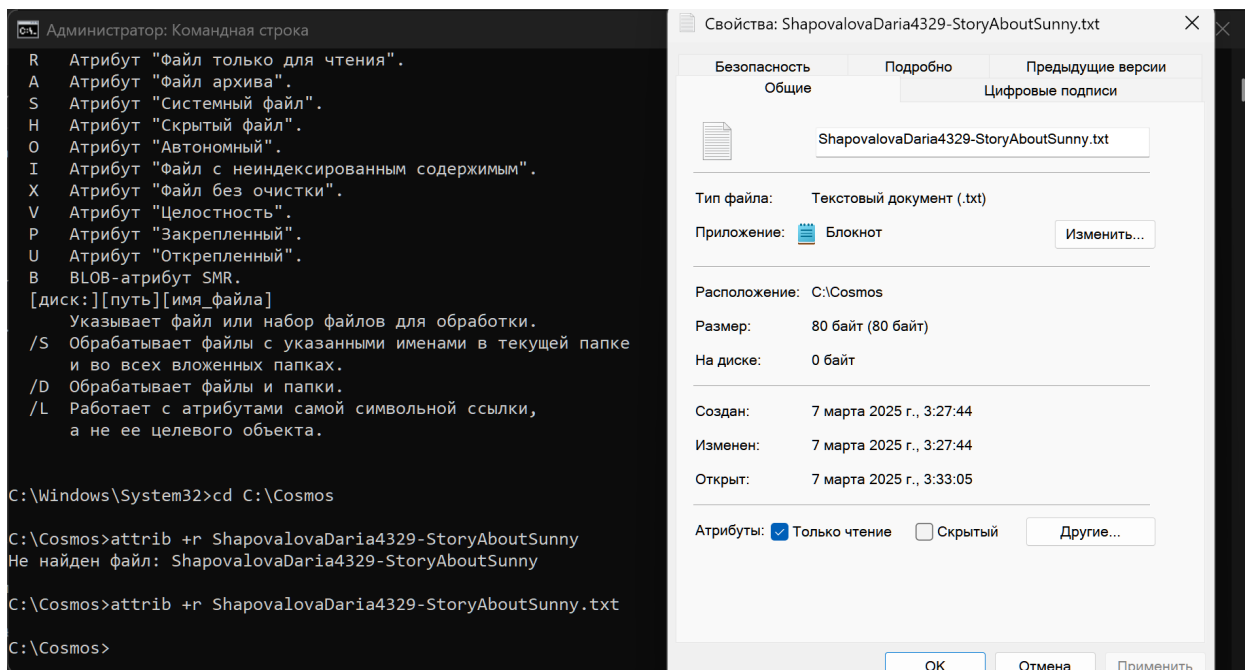 Администратор: Командная строка
R Атрибут "Файл только для чтения".
A Атрибут "Файл архива".
S Атрибут "Системный файл".
H Атрибут "Скрытый файл".
O Атрибут "Автономный".
I Атрибут "Файл с неиндексированным содержимым".
X Атрибут "Файл без очистки".
V Атрибут "Целостность".
P Атрибут "Закрепленный".
U Атрибут "Открепленный".
B BLOB-атрибут SMR.
[диск:][путь][имя_файла]
Указывает файл или набор файлов для обработки.
/S Обрабатывает файлы с указанными именами в текущей папке
и во всех вложенных папках.
/D Обрабатывает файлы и папки.
/L Работает с атрибутами самой символьной ссылки,
а не ее целевого объекта.
C:\Windows\System32>cd C:\Cosmos
C:\Cosmos>attrib +r ShapovalovaDaria4329-StoryAboutSunny
Не найден файл: ShapovalovaDaria4329-StoryAboutSunny
C:\Cosmos>attrib +r ShapovalovaDaria4329-StoryAboutSunny.txt
C:\Cosmos>
Свойства: ShapovalovaDaria4329-StoryAboutSunny.txt
Безопасность Подробно Предыдущие версии
Общие Цифровые подписи
ShapovalovaDaria4329-StoryAboutSunny.txt
Тип файла: Текстовый документ (.txt)
Приложение: Блокнот Изменить...
Расположение: C:\Cosmos
Размер: 80 байт (80 байт)
На диске: 0 байт
Создан: 7 марта 2025 г., 3:27:44
Изменен: 7 марта 2025 г., 3:27:44
Открыт: 7 марта 2025 г., 3:33:05
Атрибуты: Только чтение Скрытый Другие...
ОК Отмена Применить